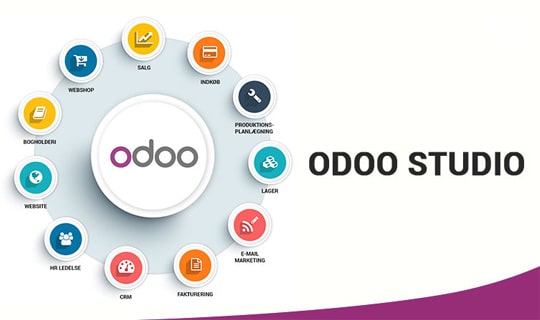 SALG
INDKØB
PRODUKTIONS-
PLANLÆGNING
LAGER
E-MAIL
MARKETING
FAKTURERING
CRM
HR LEDELSE
WEBSITE
BOGHOLDERI
WEBSHOP
odoo
ODOO STUDIO